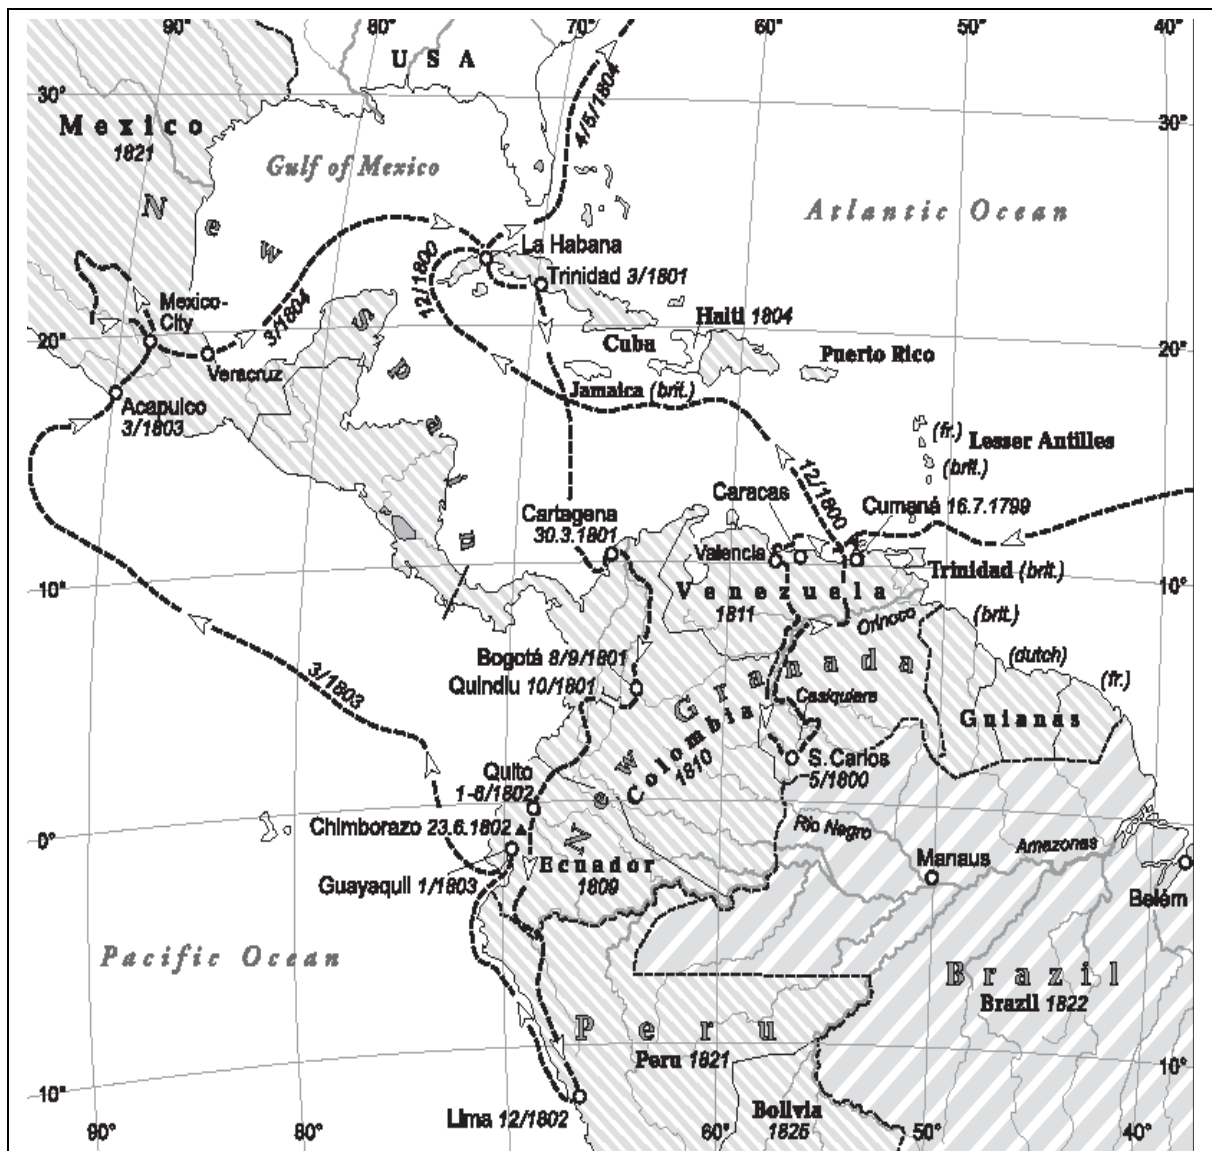 90° 80° 70° 60° 50° 40°
U S A
30°
30°
Mexico
1821
Gulf of Mexico
4/5/1804
Atlantic Ocean
New Spain
La Habana
12/1800
Trinidad 3/1801
Mexico-
City
3/1804
Haiti 1804
20°
20°
Cuba
Puerto Rico
Veracruz
Jamaica (brit.)
Acapulco
3/1803
(fr.)
Lesser Antilles
(brit.)
12/1800
Caracas
Cumaná 16.7.1799
Cartagena
30.3.1801
Valencia
Trinidad (brit.)
Venezuela
1811
10°
10°
Orinoco
(brit.)
(dutch)
(fr.)
Bogotá 8/9/1801
Quindiu 10/1801
3/1803
New Granada
Casiquiare
Colombia
1810
Guianas
S. Carlos
5/1800
Quito
1-6/1802
Chimborazo 23.6.1802
0°
Rio Negro
Amazonas
Manaus
Ecuador
1809
Guayaquil 1/1803
Belém
Pacific Ocean
Brazil
Brazil 1822
Peru
Peru 1821
10°
10°
Lima 12/1802
Bolivia
1825
90° 80° 60° 50° 40°